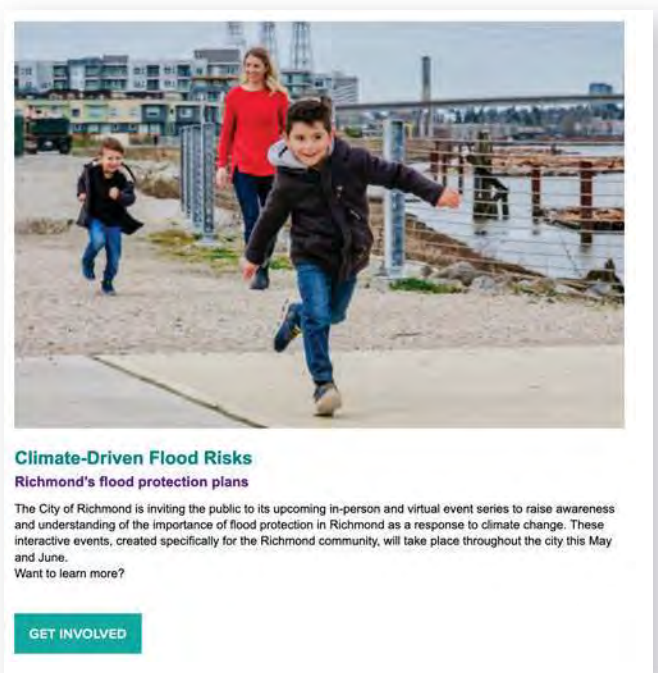 Climate-Driven Flood Risks
Richmond's flood protection plans
The City of Richmond is inviting the public to its upcoming in-person and virtual event series to raise awareness
and understanding of the importance of flood protection in Richmond as a response to climate change. These
interactive events, created specifically for the Richmond community, will take place throughout the city this May
and June.
Want to learn more?
GET INVOLVED